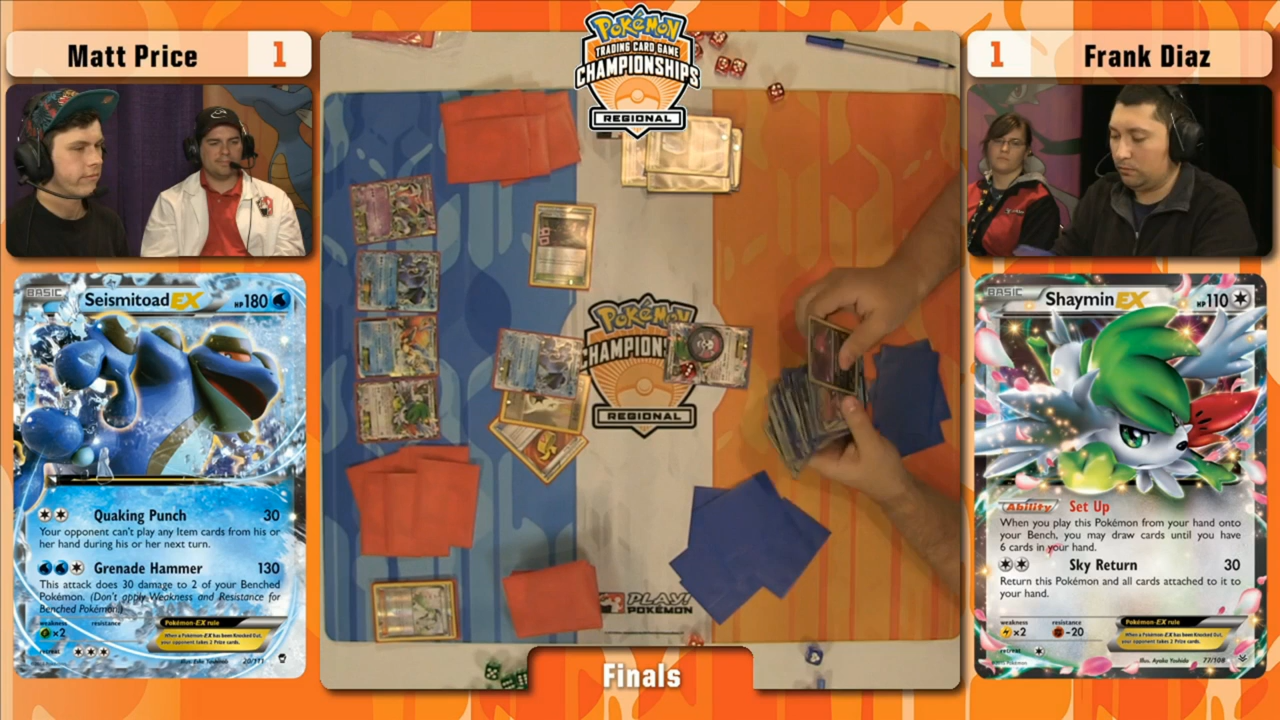 Matt Price 1
Pokémon
TRADING CARD GAME
CHAMPIONSHIPS
REGIONAL
1 Frank Diaz
BASIC Seismitoad EX HP180
Quaking Punch 30
Your opponent can't play any Item cards from his or
her hand during his or her next turn.
Grenade Hammer 130
This attack does 30 damage to 2 of your Benched
Pokémon. (Don't apply Weakness and Resistance for
Benched Pokémon.)
weakness resistance
×2
Pokémon-EX rule
When a Pokémon-EX has been Knocked Out,
your opponent takes 2 Prize cards.
retreat
20/111
Pokémon
CHAMPION
REGIONAL
PLAY!
POKÉMON
Finals
BASIC Shaymin EX HP110
Ability Set Up
When you play this Pokémon from your hand onto
your Bench, you may draw cards until you have
6 cards in your hand.
Sky Return 30
Return this Pokémon and all cards attached to it to
your hand.
weakness resistance
×2 -20
Pokémon-EX rule
When a Pokémon-EX has been Knocked Out,
your opponent takes 2 Prize cards.
retreat
Illus. Ayaka Yoshida 77/108